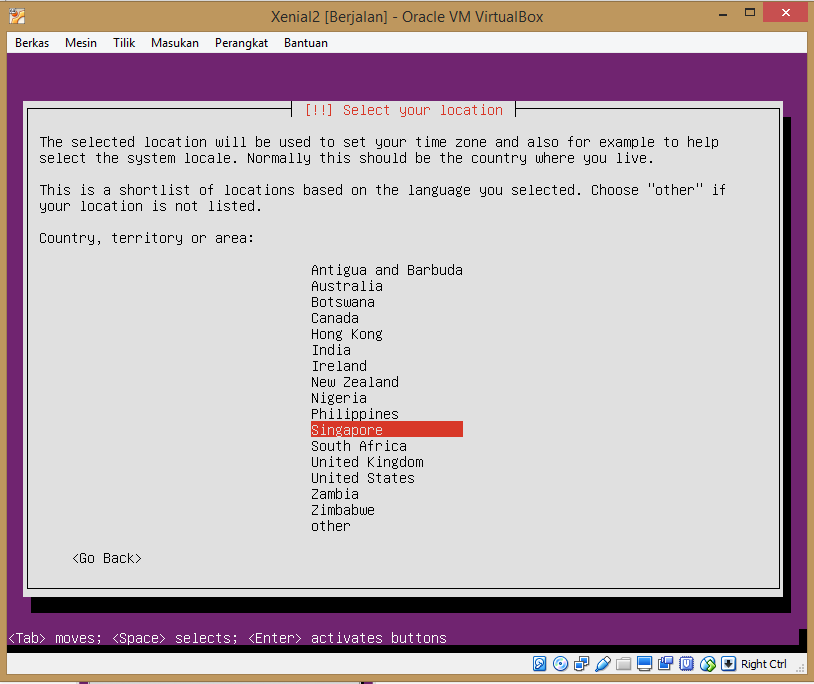 Xenial2 [Berjalan] - Oracle VM VirtualBox
Berkas Mesin Tilik Masukan Perangkat Bantuan
[!!] Select your location
The selected location will be used to set your time zone and also for example to help
select the system locale. Normally this should be the country where you live.
This is a shortlist of locations based on the language you selected. Choose "other" if
your location is not listed.
Country, territory or area:
Antigua and Barbuda
Australia
Botswana
Canada
Hong Kong
India
Ireland
New Zealand
Nigeria
Philippines
Singapore
South Africa
United Kingdom
United States
Zambia
Zimbabwe
other
<Go Back>
<Tab> moves; <Space> selects; <Enter> activates buttons
Right Ctrl